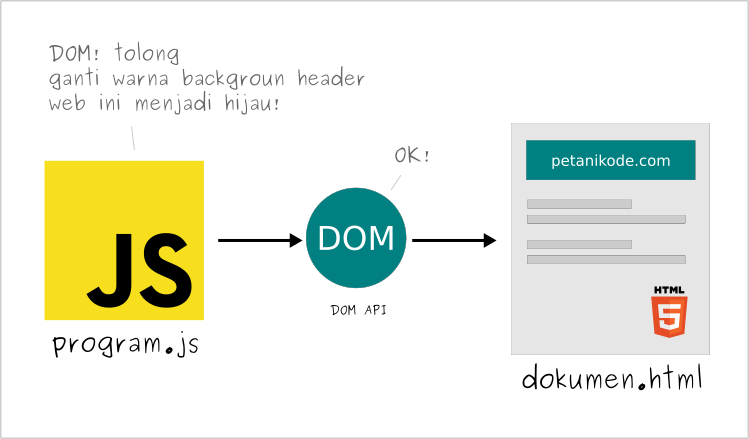 DOM! tolong
ganti warna backgroun header
web ini menjadi hijau!
OK!
petanikode.com
JS
DOM
HTML
5
DOM API
program.js
dokumen.html